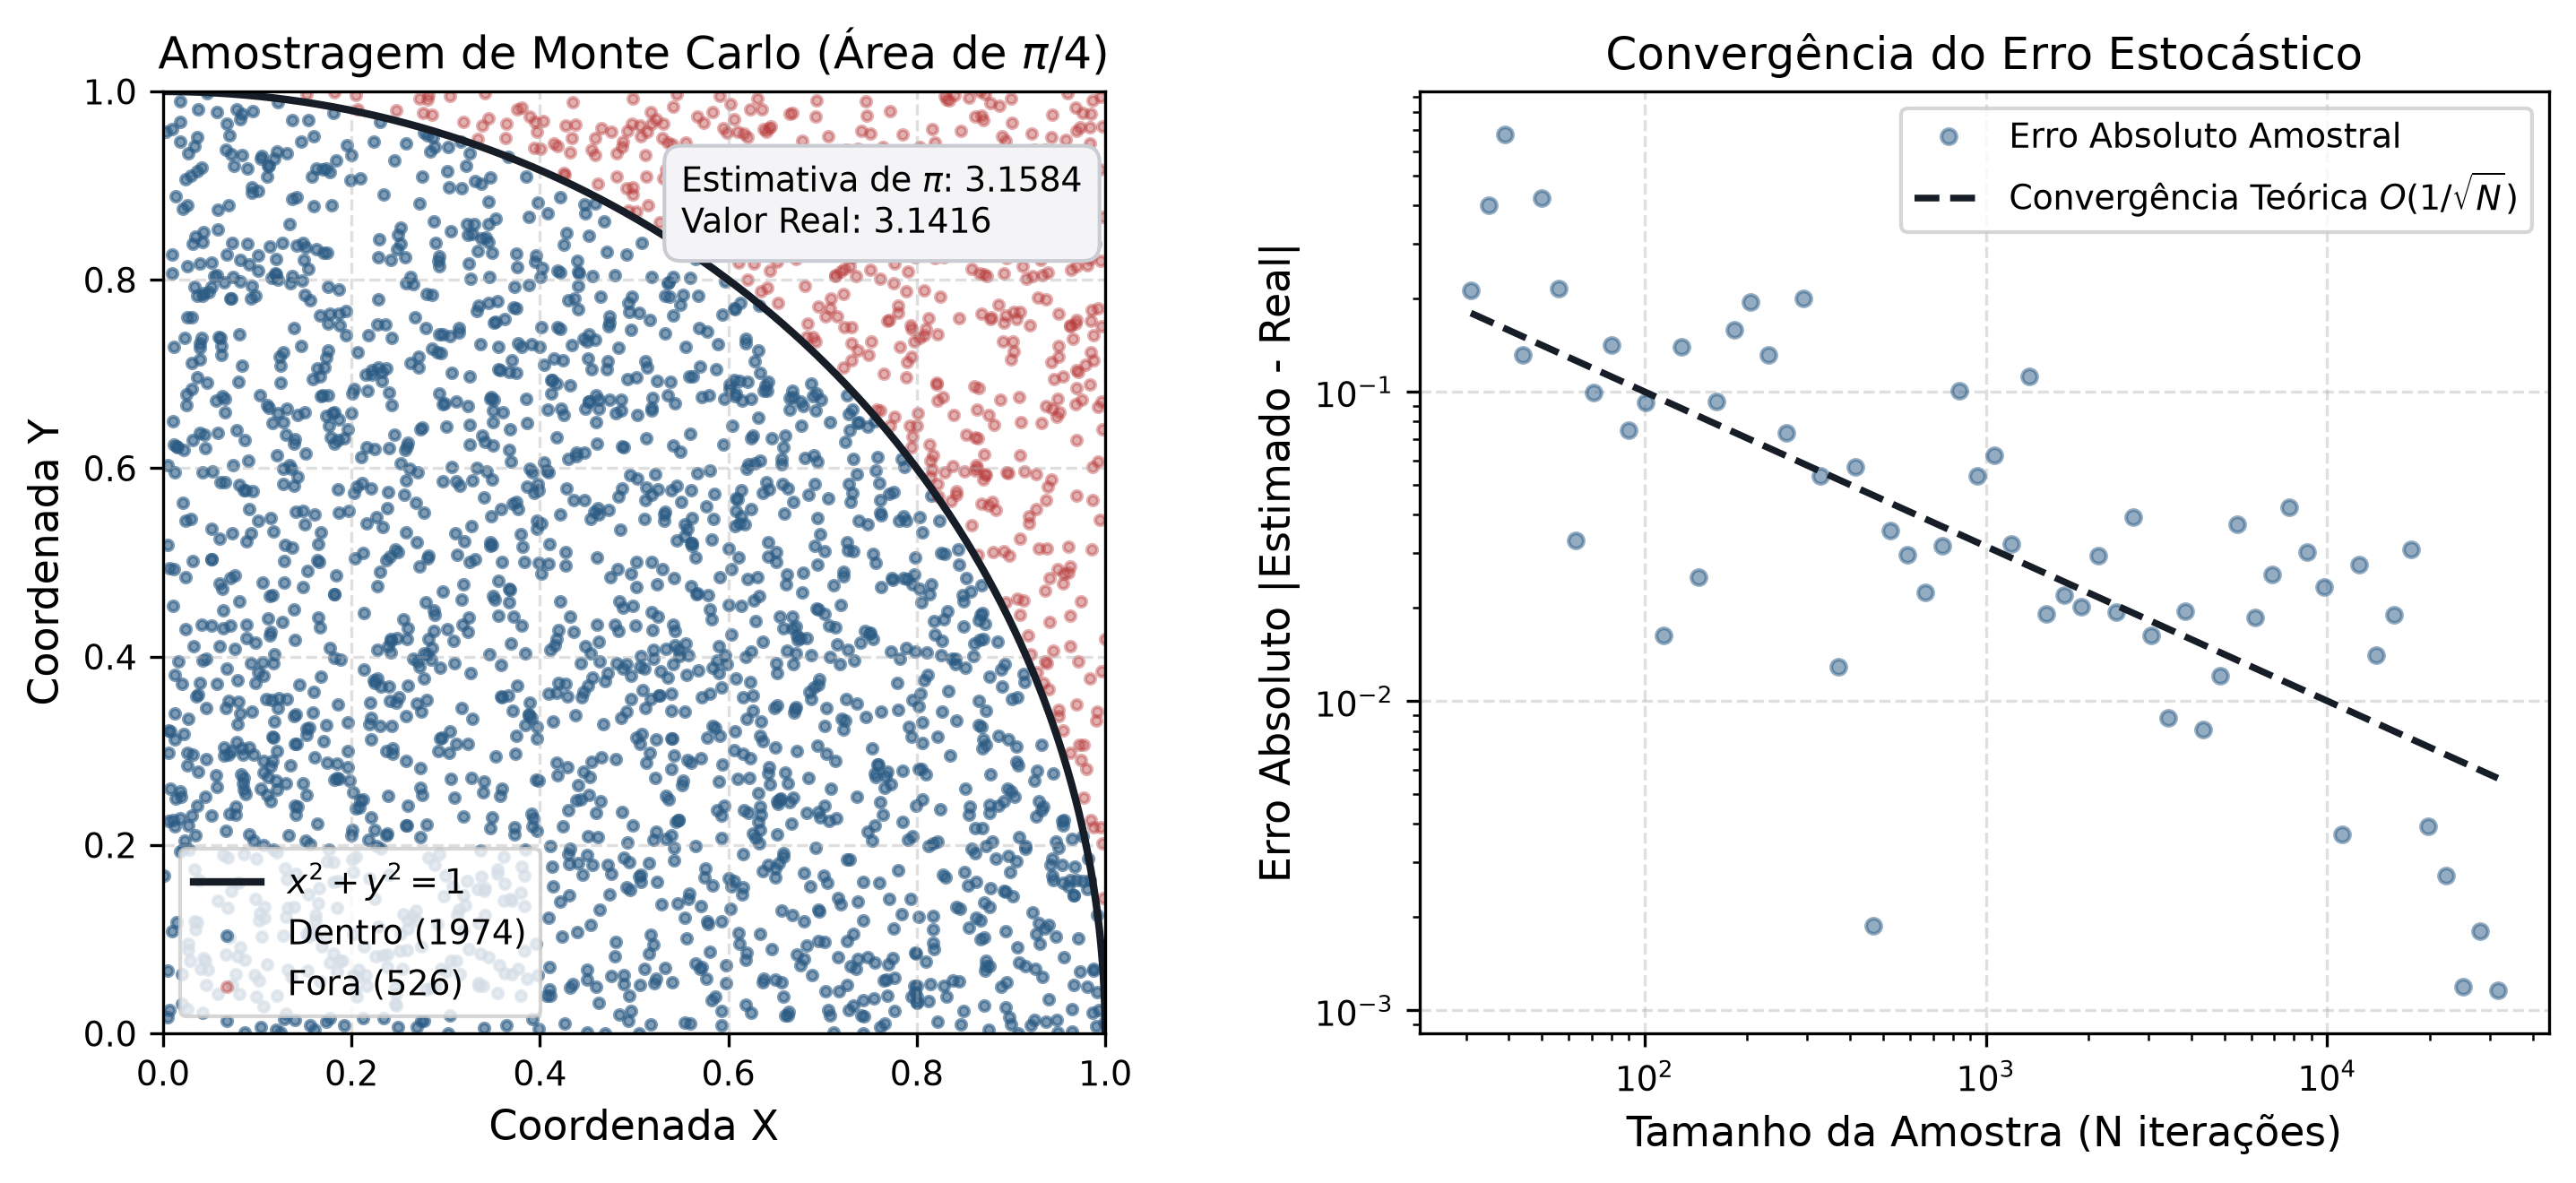 Amostragem de Monte Carlo (Área de π/4)
Coordenada Y
1.0
0.8
0.6
0.4
0.2
0.0
Estimativa de π: 3.1584
Valor Real: 3.1416
x² + y² = 1
Dentro (1974)
Fora (526)
0.0 0.2 0.4 0.6 0.8 1.0
Coordenada X
Convergência do Erro Estocástico
Erro Absoluto |Estimado - Real|
Erro Absoluto Amostral
Convergência Teórica O(1/√N)
10⁻¹
10⁻²
10⁻³
10² 10³ 10⁴
Tamanho da Amostra (N iterações)